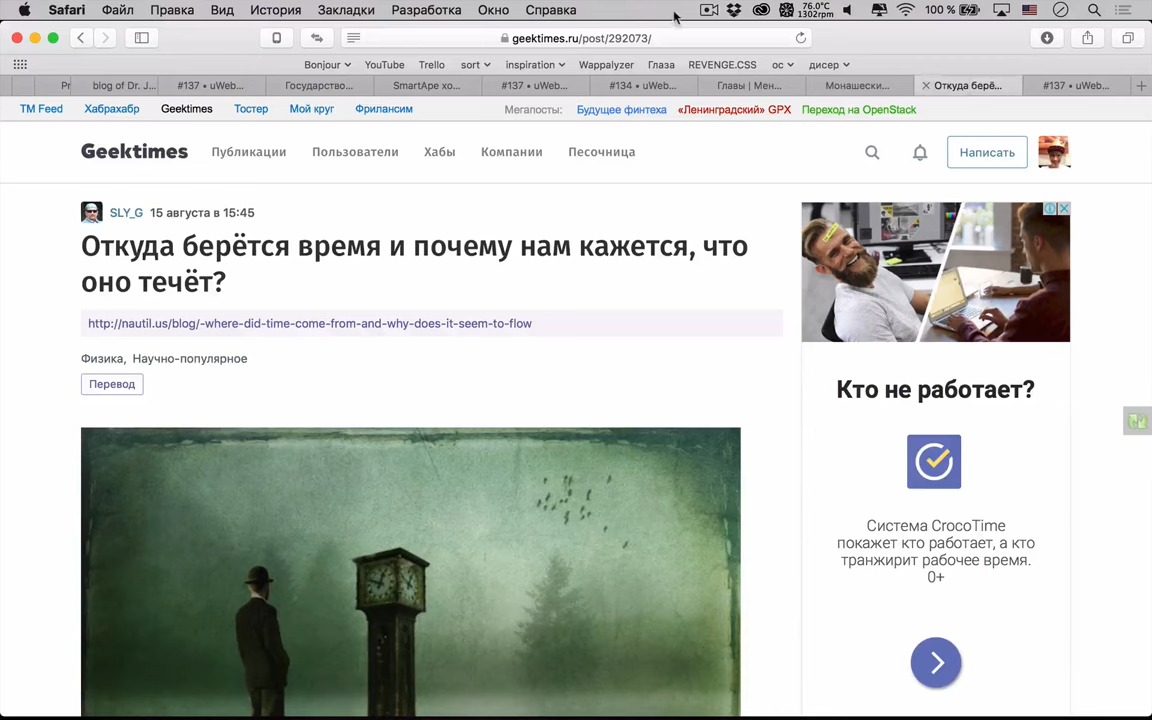 Safari Файл Правка Вид История Закладки Разработка Окно Справка 76.0°C 1302rpm 100 %
geektimes.ru/post/292073/
Bonjour YouTube Trello sort inspiration Wappalyzer Глаза REVENGE.CSS ос дисер
Pr blog of Dr. J... #137 • uWeb... Государство... SmartApe хо... #137 • uWeb... #134 • uWeb... Главы | Мен... Монашески... Откуда берё... #137 • uWeb...
TM Feed Хабрахабр Geektimes Тостер Мой круг Фрилансим Мегапосты: Будущее финтеха «Ленинградский» GPX Переход на OpenStack
Geektimes Публикации Пользователи Хабы Компании Песочница Написать
SLY_G 15 августа в 15:45
Откуда берётся время и почему нам кажется, что
оно течёт?
http://nautil.us/blog/-where-did-time-come-from-and-why-does-it-seem-to-flow
Физика, Научно-популярное
Перевод
Кто не работает?
Система CrocoTime
покажет кто работает, а кто
транжирит рабочее время.
0+